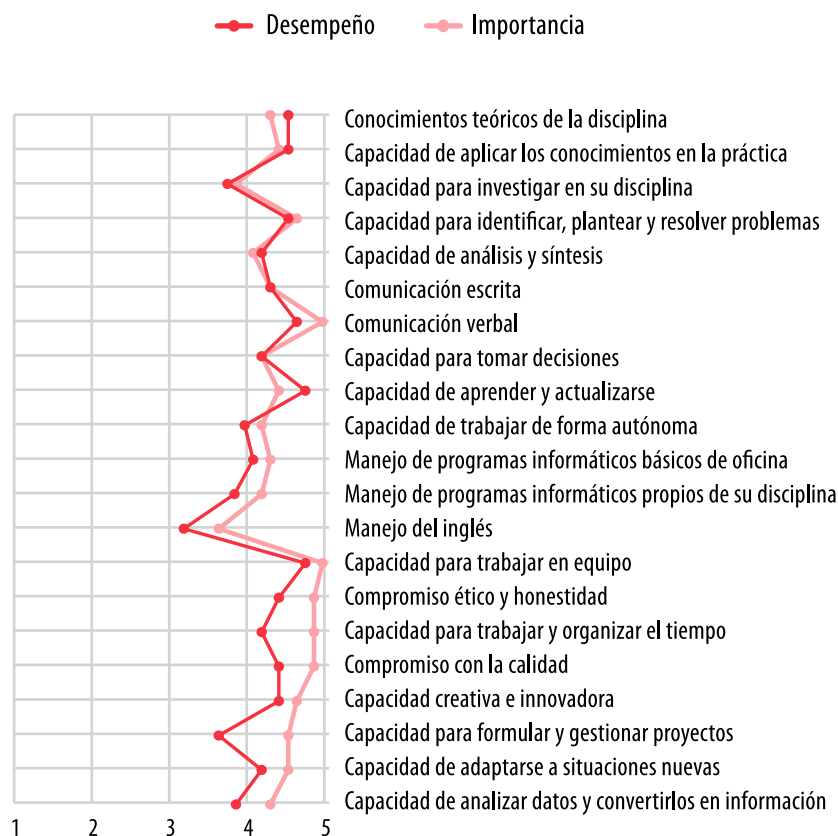 Desempeño Importancia
Conocimientos teóricos de la disciplina
Capacidad de aplicar los conocimientos en la práctica
Capacidad para investigar en su disciplina
Capacidad para identificar, plantear y resolver problemas
Capacidad de análisis y síntesis
Comunicación escrita
Comunicación verbal
Capacidad para tomar decisiones
Capacidad de aprender y actualizarse
Capacidad de trabajar de forma autónoma
Manejo de programas informáticos básicos de oficina
Manejo de programas informáticos propios de su disciplina
Manejo del inglés
Capacidad para trabajar en equipo
Compromiso ético y honestidad
Capacidad para trabajar y organizar el tiempo
Compromiso con la calidad
Capacidad creativa e innovadora
Capacidad para formular y gestionar proyectos
Capacidad de adaptarse a situaciones nuevas
Capacidad de analizar datos y convertirlos en información
1 2 3 4 5